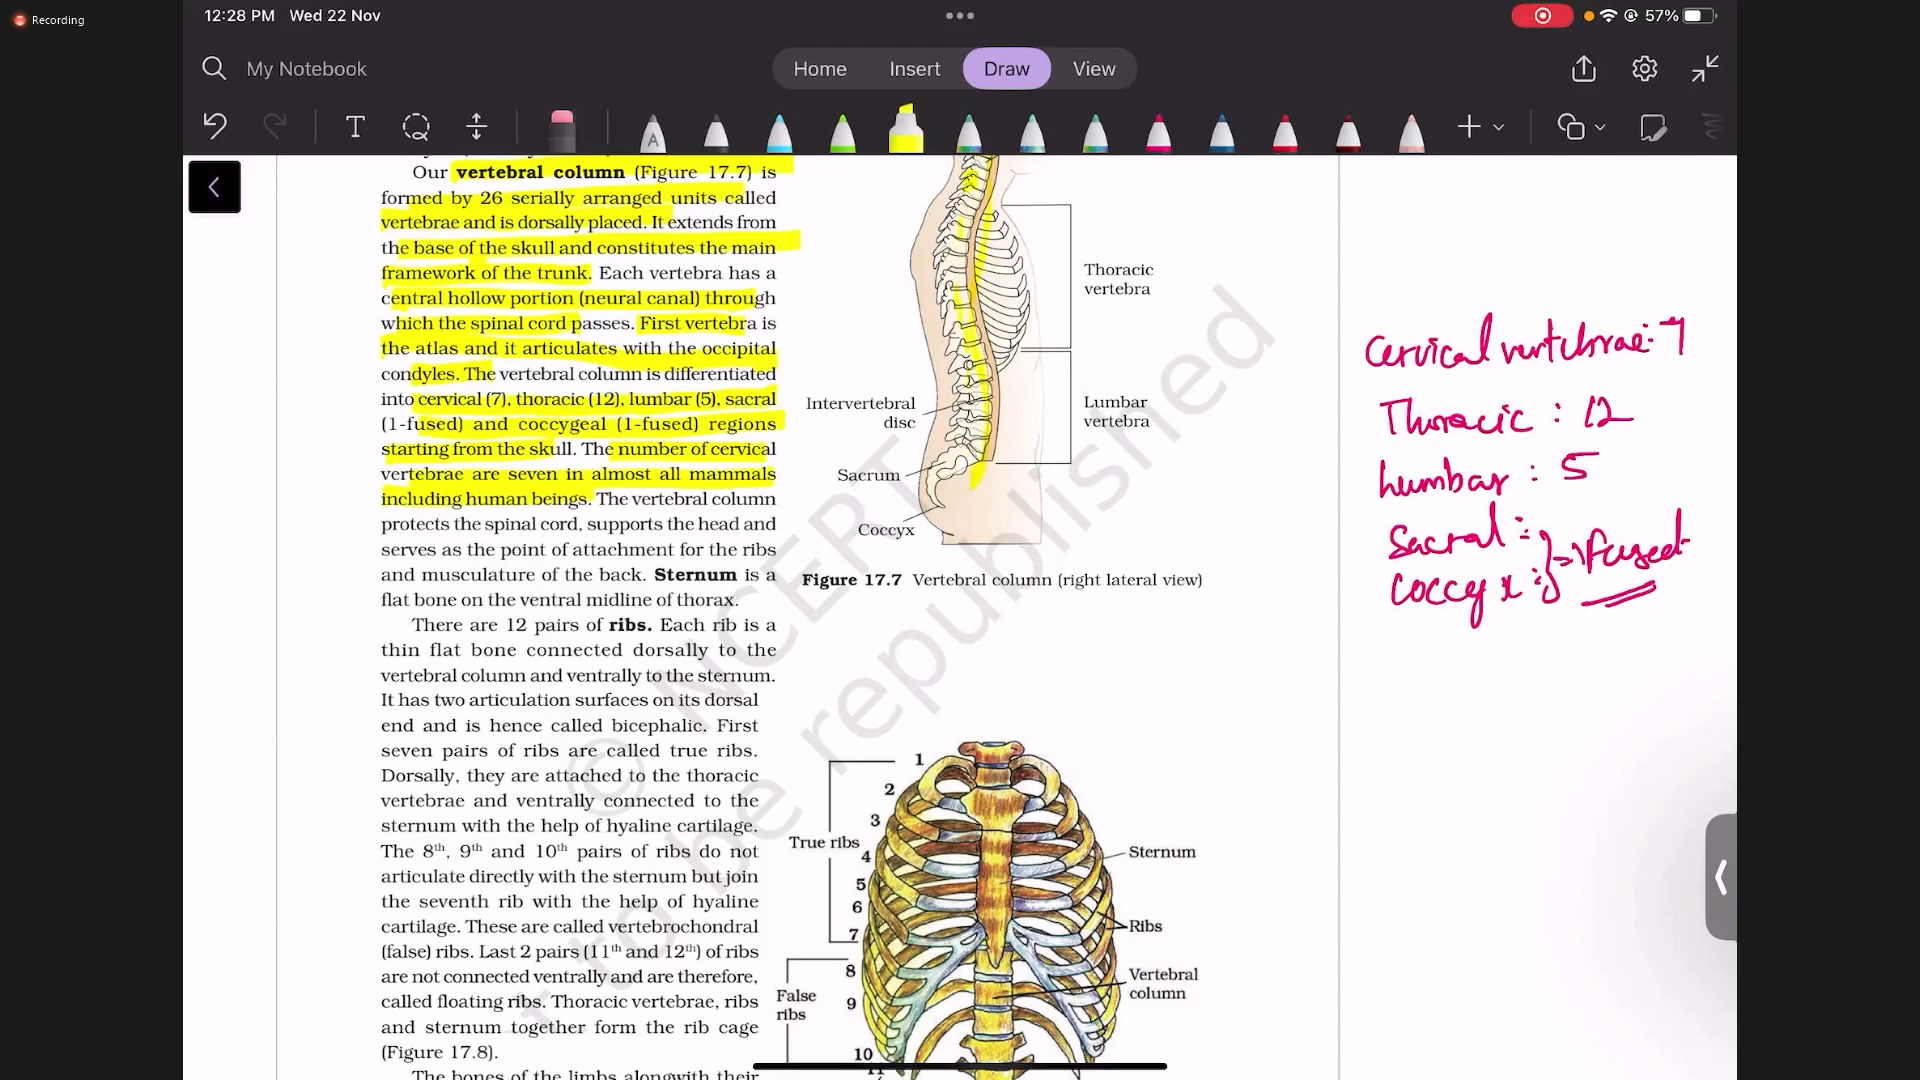 Recording
12:28 PM Wed 22 Nov
57%
My Notebook
Home Insert Draw View
T
A
Our vertebral column (Figure 17.7) is
formed by 26 serially arranged units called
vertebrae and is dorsally placed. It extends from
the base of the skull and constitutes the main
framework of the trunk. Each vertebra has a
central hollow portion (neural canal) through
which the spinal cord passes. First vertebra is
the atlas and it articulates with the occipital
condyles. The vertebral column is differentiated
into cervical (7), thoracic (12), lumbar (5), sacral
(1-fused) and coccygeal (1-fused) regions
starting from the skull. The number of cervical
vertebrae are seven in almost all mammals
including human beings. The vertebral column
protects the spinal cord, supports the head and
serves as the point of attachment for the ribs
and musculature of the back. Sternum is a
flat bone on the ventral midline of thorax.
There are 12 pairs of ribs. Each rib is a
thin flat bone connected dorsally to the
vertebral column and ventrally to the sternum.
It has two articulation surfaces on its dorsal
end and is hence called bicephalic. First
seven pairs of ribs are called true ribs.
Dorsally, they are attached to the thoracic
vertebrae and ventrally connected to the
sternum with the help of hyaline cartilage.
The 8th, 9th and 10th pairs of ribs do not
articulate directly with the sternum but join
the seventh rib with the help of hyaline
cartilage. These are called vertebrochondral
(false) ribs. Last 2 pairs (11th and 12th) of ribs
are not connected ventrally and are therefore,
called floating ribs. Thoracic vertebrae, ribs
and sternum together form the rib cage
(Figure 17.8).
The bones of the limbs alongwith their
Thoracic
vertebra
Intervertebral
disc
Lumbar
vertebra
Sacrum
Coccyx
Figure 17.7 Vertebral column (right lateral view)
1
2
3
True ribs
4
5
6
7
8
False
ribs
9
10
11
Sternum
Ribs
Vertebral
column
© NCERT
not to be republished
Cervical vertebrae: 7
Thoracic : 12
lumbar : 5
Sacral :
Coccyx : fused